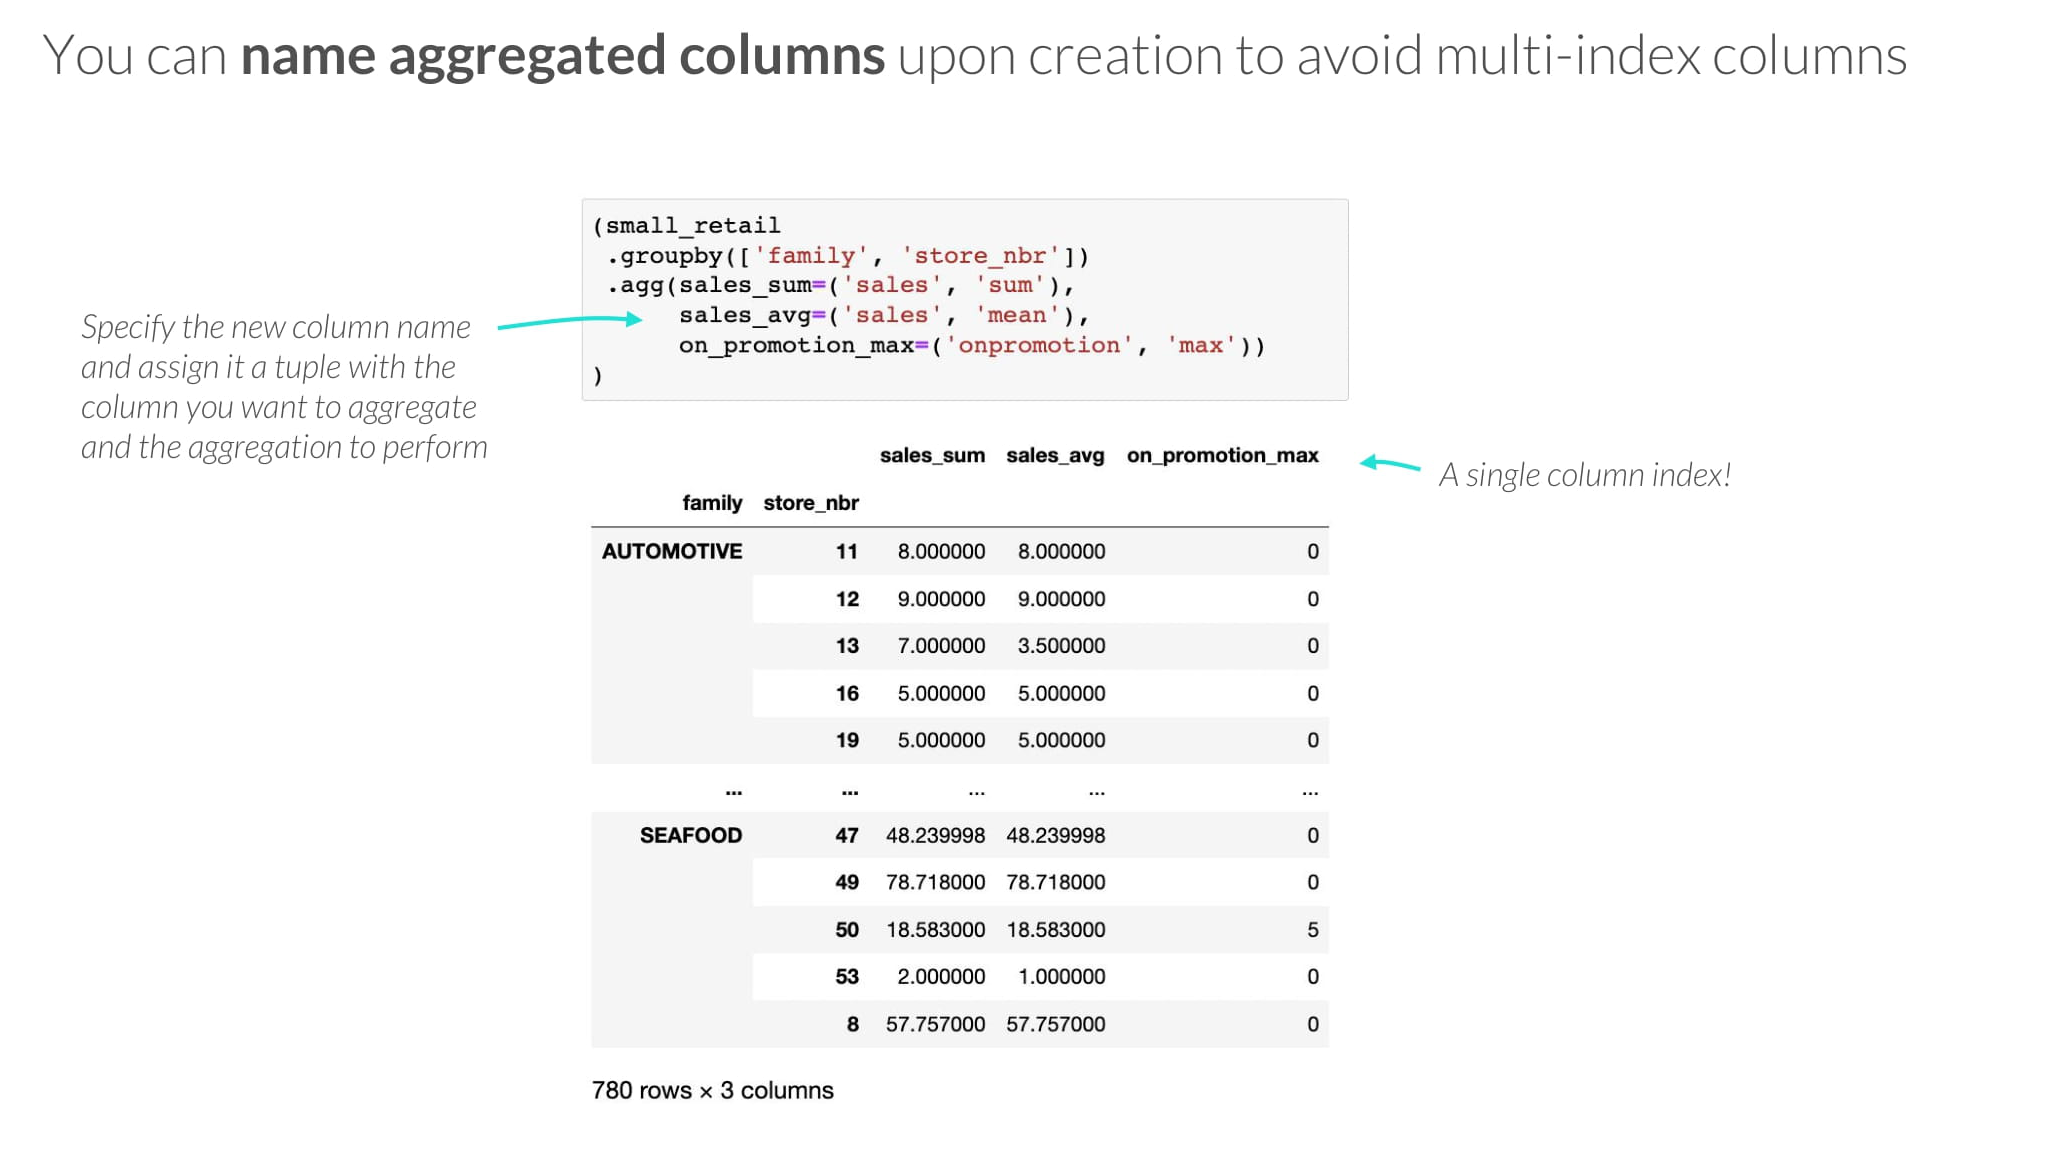 You can name aggregated columns upon creation to avoid multi-index columns
(small_retail
.groupby(['family', 'store_nbr'])
.agg(sales_sum=('sales', 'sum'),
sales_avg=('sales', 'mean'),
on_promotion_max=('onpromotion', 'max'))
)
Specify the new column name
and assign it a tuple with the
column you want to aggregate
and the aggregation to perform
sales_sum sales_avg on_promotion_max
A single column index!
family store_nbr
AUTOMOTIVE 11 8.000000 8.000000 0
12 9.000000 9.000000 0
13 7.000000 3.500000 0
16 5.000000 5.000000 0
19 5.000000 5.000000 0
... ... ... ... ...
SEAFOOD 47 48.239998 48.239998 0
49 78.718000 78.718000 0
50 18.583000 18.583000 5
53 2.000000 1.000000 0
8 57.757000 57.757000 0
780 rows × 3 columns